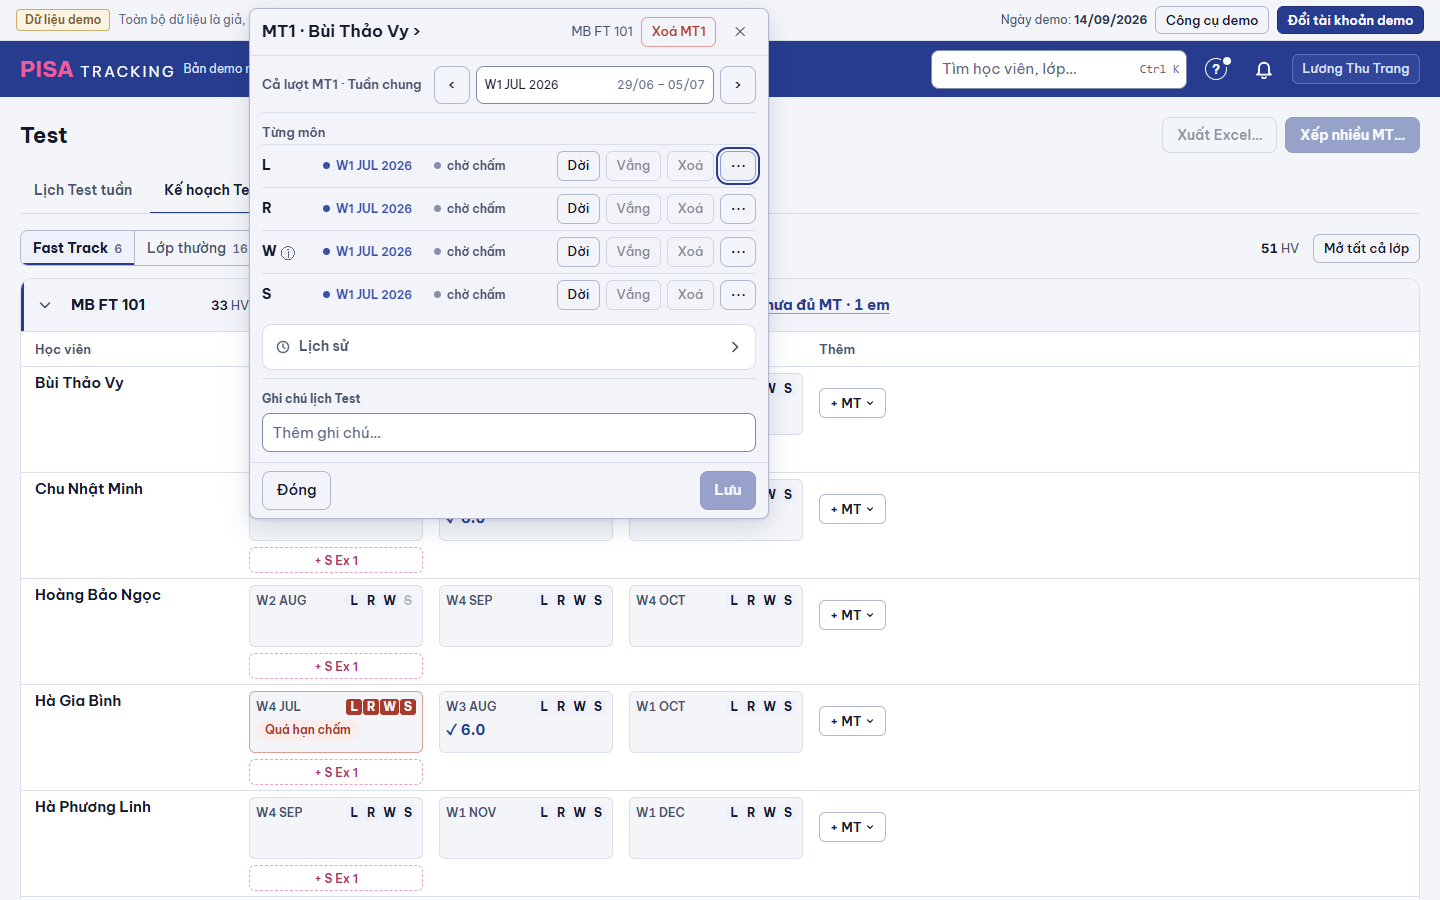 Dữ liệu demo Toàn bộ dữ liệu là giả, Ngày demo: 14/09/2026 Công cụ demo Đổi tài khoản demo
PISA TRACKING Bản demo Tìm học viên, lớp... Ctrl K ? Lương Thu Trang
MT1 · Bùi Thảo Vy › MB FT 101 Xoá MT1
Cả lượt MT1 · Tuần chung ‹ W1 JUL 2026 29/06 – 05/07 ›
Từng môn
L W1 JUL 2026 chờ chấm Dời Vắng Xoá ...
R W1 JUL 2026 chờ chấm Dời Vắng Xoá ...
W W1 JUL 2026 chờ chấm Dời Vắng Xoá ...
S W1 JUL 2026 chờ chấm Dời Vắng Xoá ...
Lịch sử
Ghi chú lịch Test
Thêm ghi chú...
Đóng Lưu
Test Xuất Excel... Xếp nhiều MT...
Lịch Test tuần Kế hoạch
Fast Track 6 Lớp thường 16 51 HV Mở tất cả lớp
MB FT 101 33 HV đủ MT · 1 em
Học viên Thêm
Bùi Thảo Vy S + MT
Chu Nhật Minh S + MT
+ S Ex 1
Hoàng Bảo Ngọc W2 AUG L R W S W4 SEP L R W S W4 OCT L R W S + MT
+ S Ex 1
Hà Gia Bình W4 JUL L R W S W3 AUG L R W S W1 OCT L R W S + MT
Quá hạn chấm ✓ 6.0
+ S Ex 1
Hà Phương Linh W4 SEP L R W S W1 NOV L R W S W1 DEC L R W S + MT
+ S Ex 1